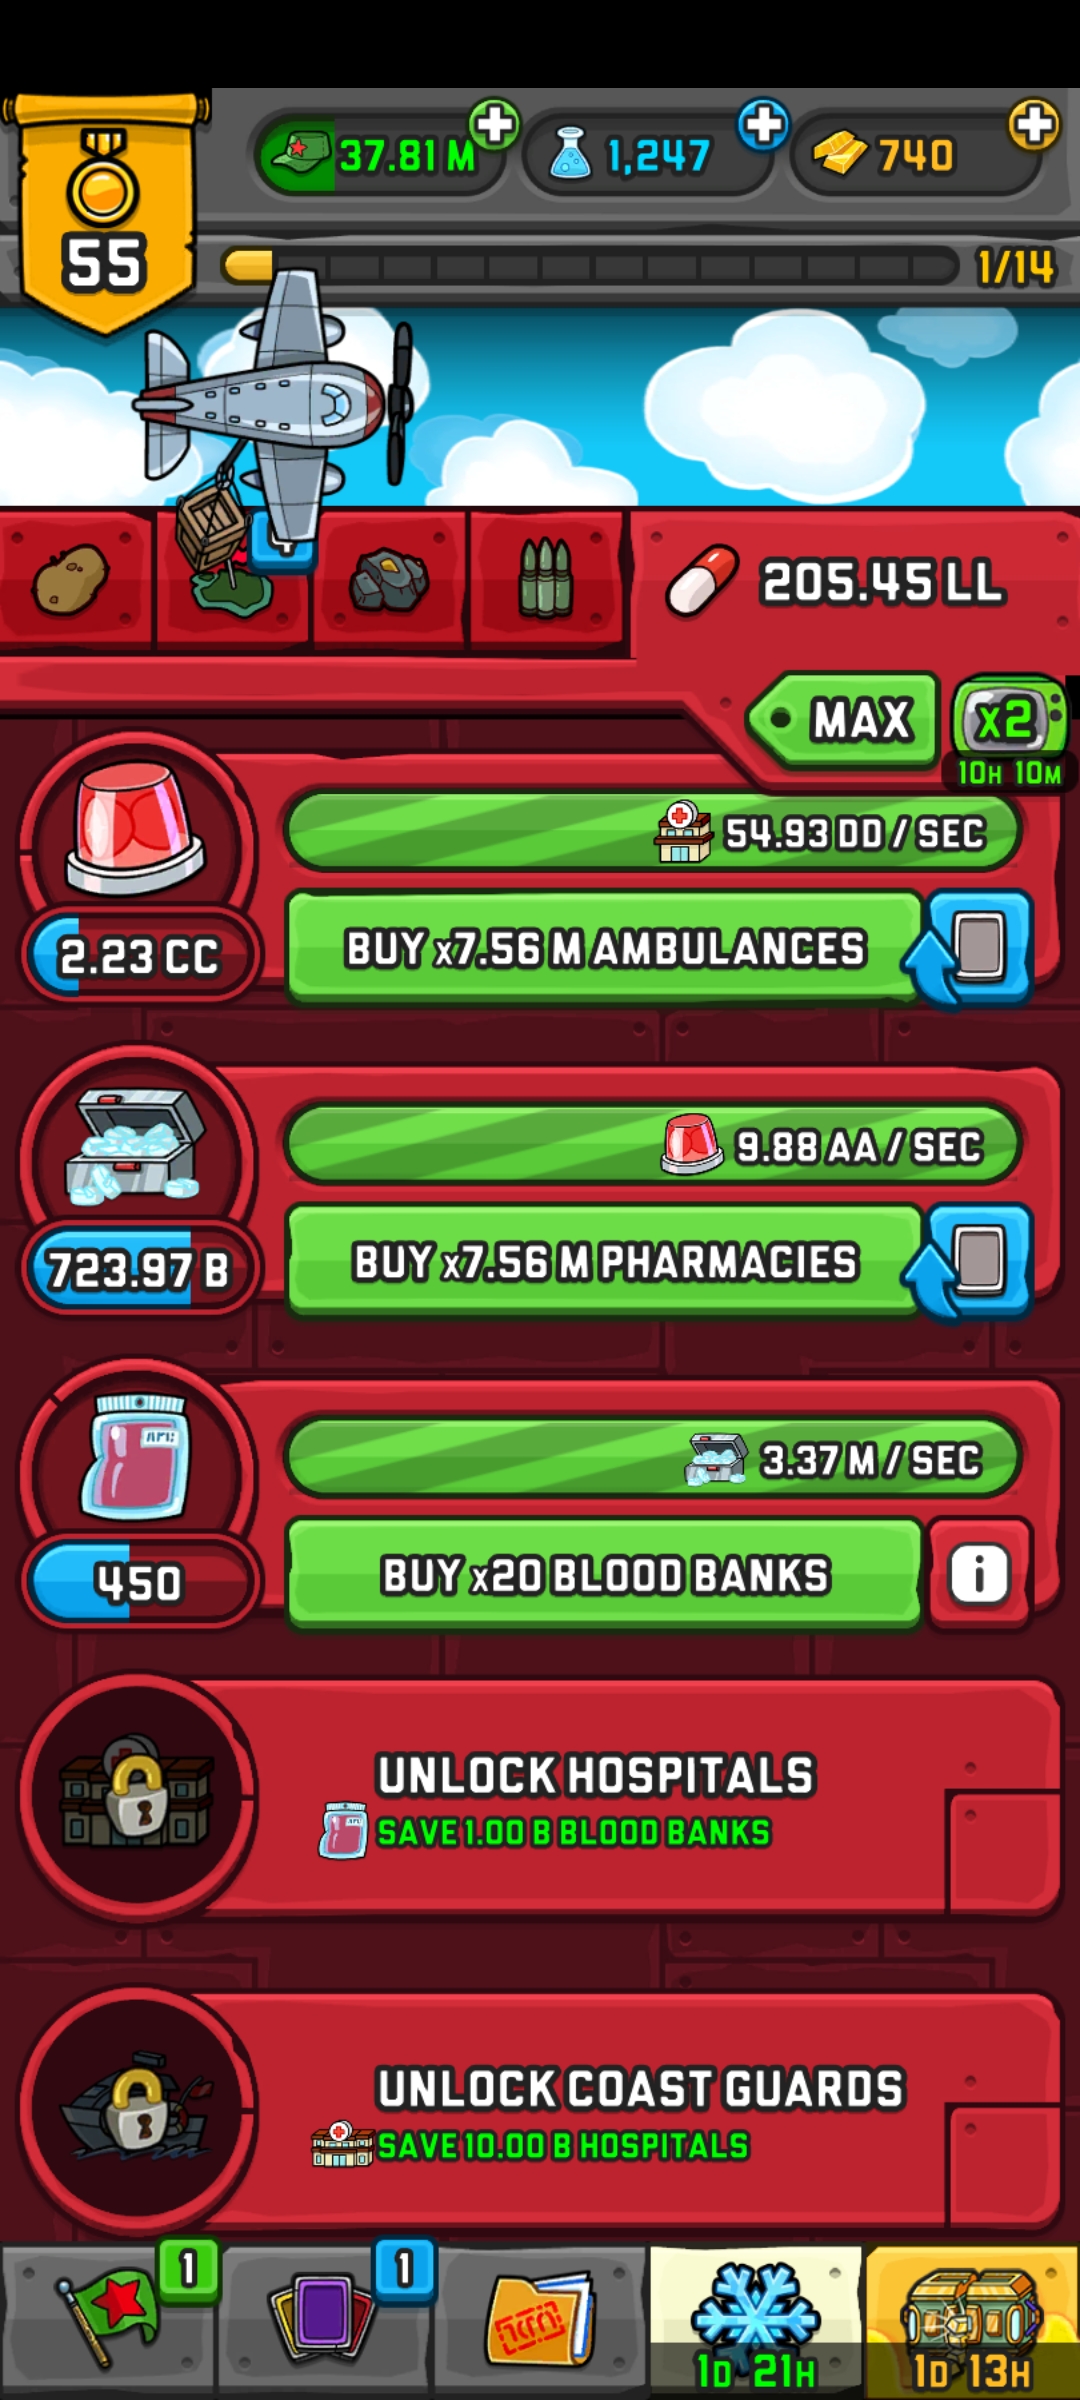 37.81 M
1,247
740
55
1/14
205.45 LL
MAX
x2
10H 10M
54.93 DD / SEC
2.23 CC
BUY x7.56 M AMBULANCES
9.88 AA / SEC
723.97 B
BUY x7.56 M PHARMACIES
3.37 M / SEC
450
BUY x20 BLOOD BANKS
i
UNLOCK HOSPITALS
SAVE 1.00 B BLOOD BANKS
UNLOCK COAST GUARDS
SAVE 10.00 B HOSPITALS
1
1
1D 21H
1D 13H